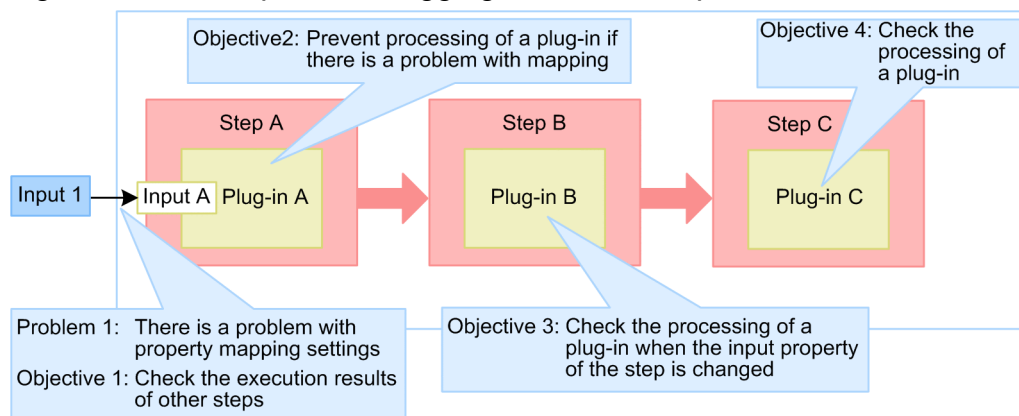 Objective2: Prevent processing of a plug-in if
there is a problem with mapping
Objective 4: Check the
processing of
a plug-in
Step A
Step B
Step C
Input 1
Input A
Plug-in A
Plug-in B
Plug-in C
Problem 1: There is a problem with
property mapping settings
Objective 1: Check the execution results
of other steps
Objective 3: Check the processing of a
plug-in when the input property
of the step is changed